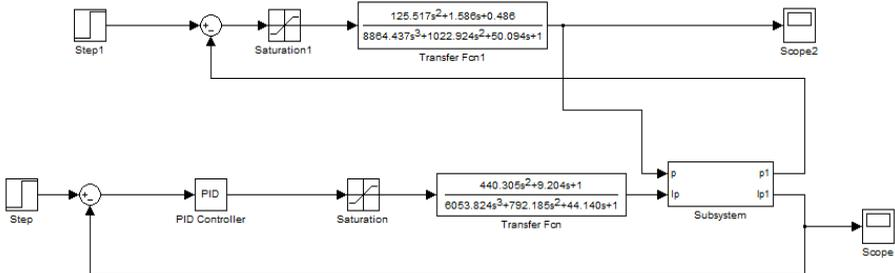 125.517s²+1.586s+0.486
8864.437s³+1022.924s²+50.094s+1
Step1
Saturation1
Transfer Fcn1
Scope2
p
p1
PID
440.305s²+9.204s+1
6053.824s³+792.185s²+44.140s+1
Ip
Ip1
Step
PID Controller
Saturation
Transfer Fcn
Subsystem
Scope